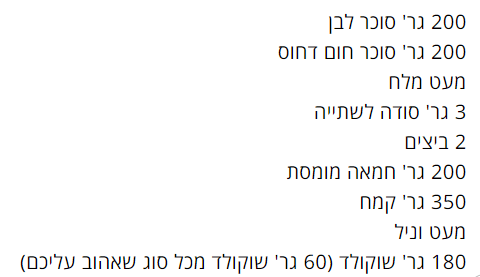 200 גר' סוכר לבן
200 גר' סוכר חום דחוס
מעט מלח
3 גר' סודה לשתייה
2 ביצים
200 גר' חמאה מומסת
350 גר' קמח
מעט וניל
180 גר' שוקולד (60 גר' שוקולד מכל סוג שאהוב עליכם)